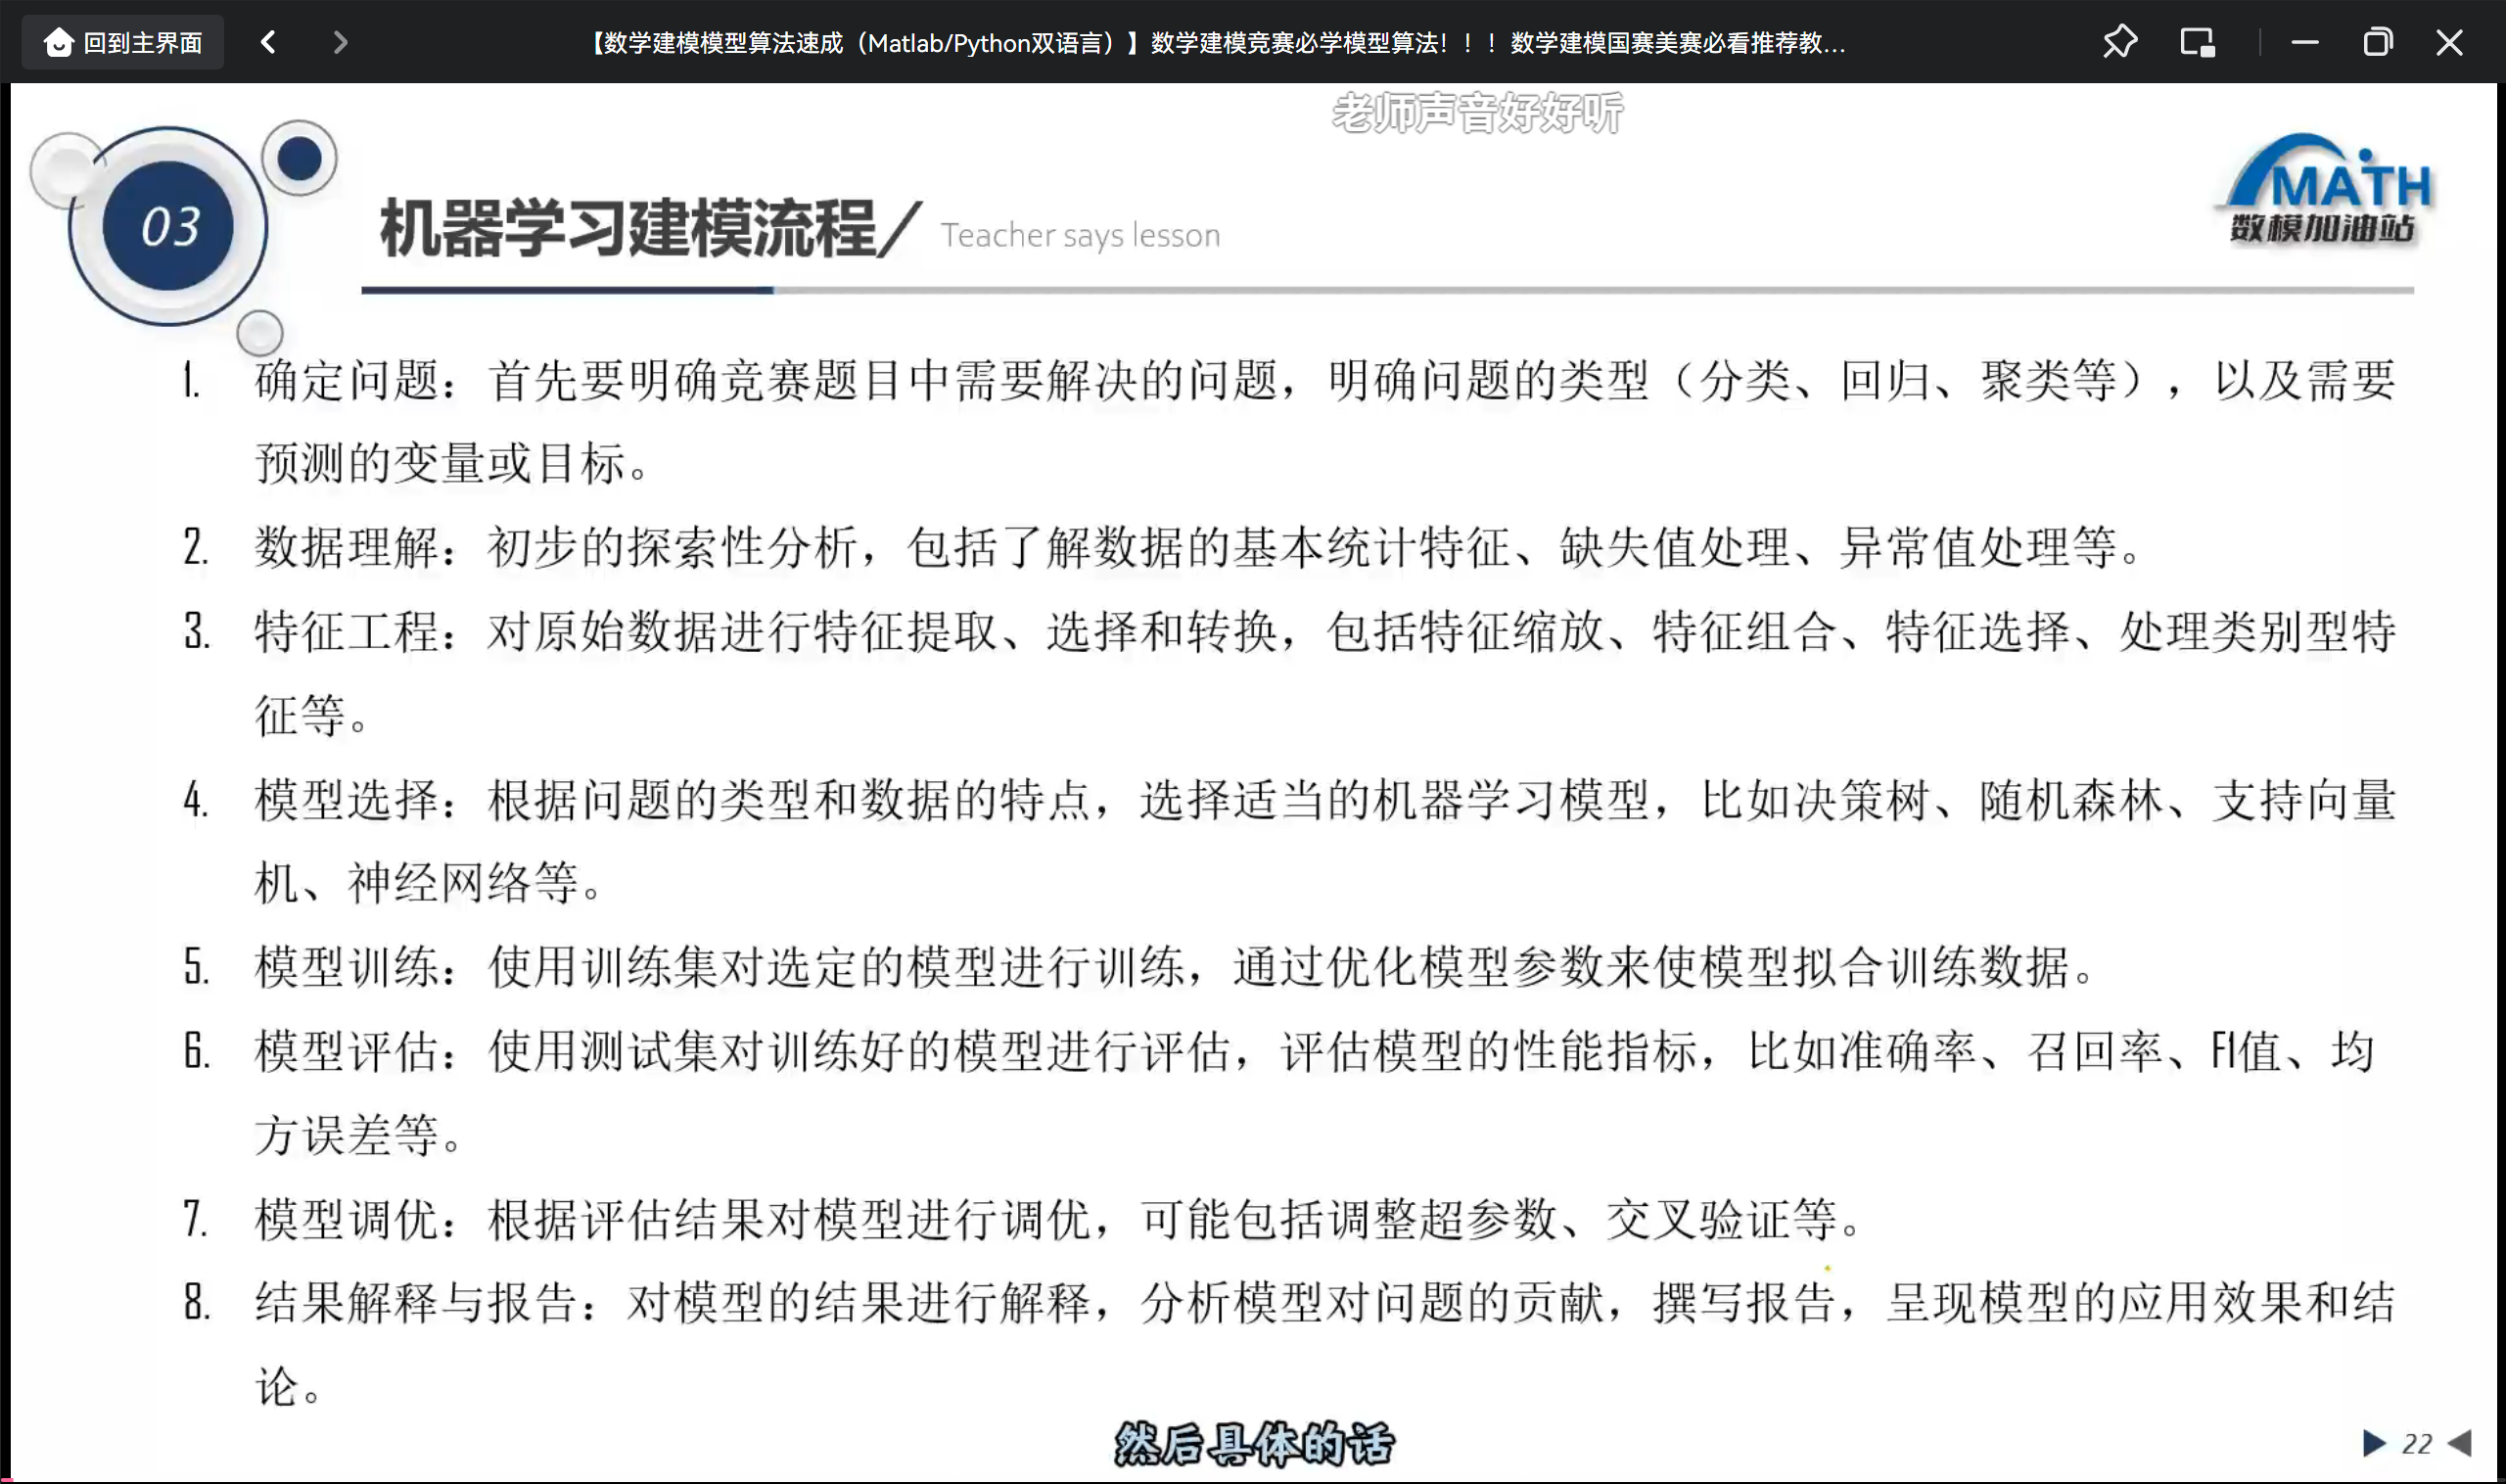 回到主界面
【数学建模模型算法速成（Matlab/Python双语言）】数学建模竞赛必学模型算法！！！数学建模国赛美赛必看推荐教...
老师声音好好听
03
机器学习建模流程/ Teacher says lesson
MATH
数模加油站
1. 确定问题：首先要明确竞赛题目中需要解决的问题，明确问题的类型（分类、回归、聚类等），以及需要
预测的变量或目标。
2. 数据理解：初步的探索性分析，包括了解数据的基本统计特征、缺失值处理、异常值处理等。
3. 特征工程：对原始数据进行特征提取、选择和转换，包括特征缩放、特征组合、特征选择、处理类别型特
征等。
4. 模型选择：根据问题的类型和数据的特点，选择适当的机器学习模型，比如决策树、随机森林、支持向量
机、神经网络等。
5. 模型训练：使用训练集对选定的模型进行训练，通过优化模型参数来使模型拟合训练数据。
6. 模型评估：使用测试集对训练好的模型进行评估，评估模型的性能指标，比如准确率、召回率、F1值、均
方误差等。
7. 模型调优：根据评估结果对模型进行调优，可能包括调整超参数、交叉验证等。
8. 结果解释与报告：对模型的结果进行解释，分析模型对问题的贡献，撰写报告，呈现模型的应用效果和结
论。
然后具体的话
22